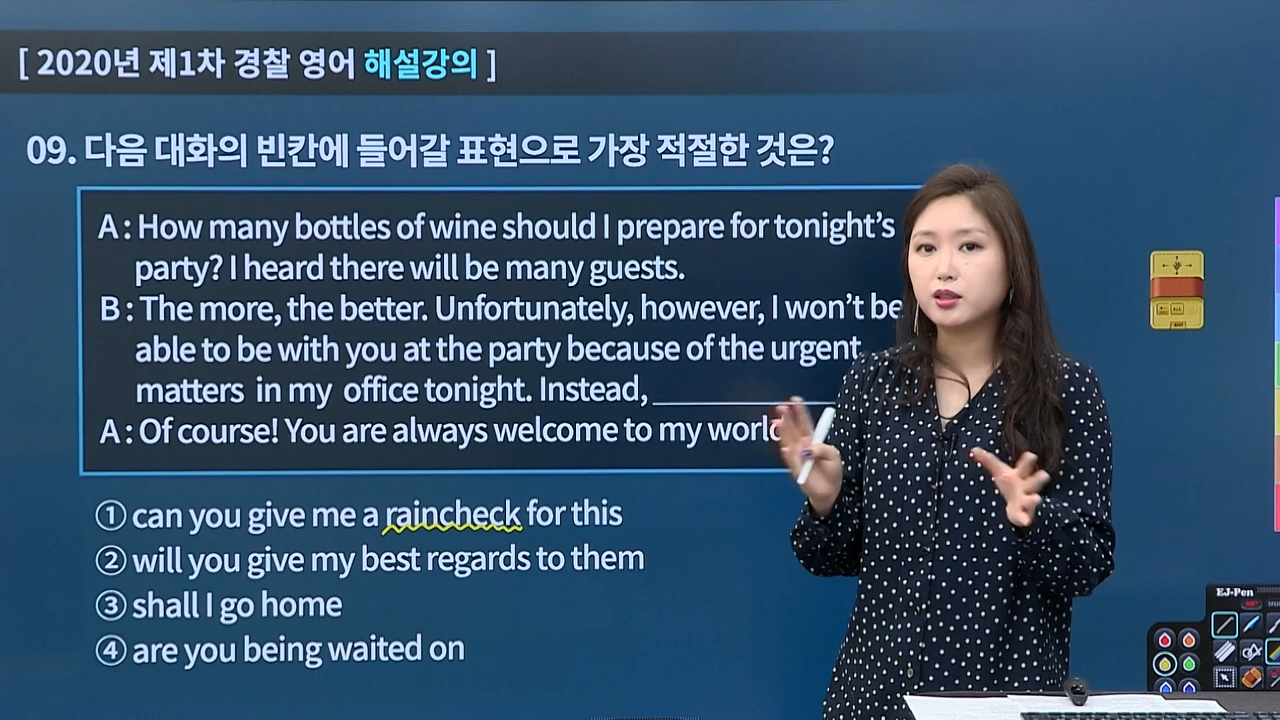 [ 2020년 제1차 경찰 영어 해설강의 ]
09. 다음 대화의 빈칸에 들어갈 표현으로 가장 적절한 것은?
A : How many bottles of wine should I prepare for tonight’s
party? I heard there will be many guests.
B : The more, the better. Unfortunately, however, I won’t be
able to be with you at the party because of the urgent
matters in my office tonight. Instead, ____________
A : Of course! You are always welcome to my world
① can you give me a raincheck for this
② will you give my best regards to them
③ shall I go home
④ are you being waited on
EJ-Pen